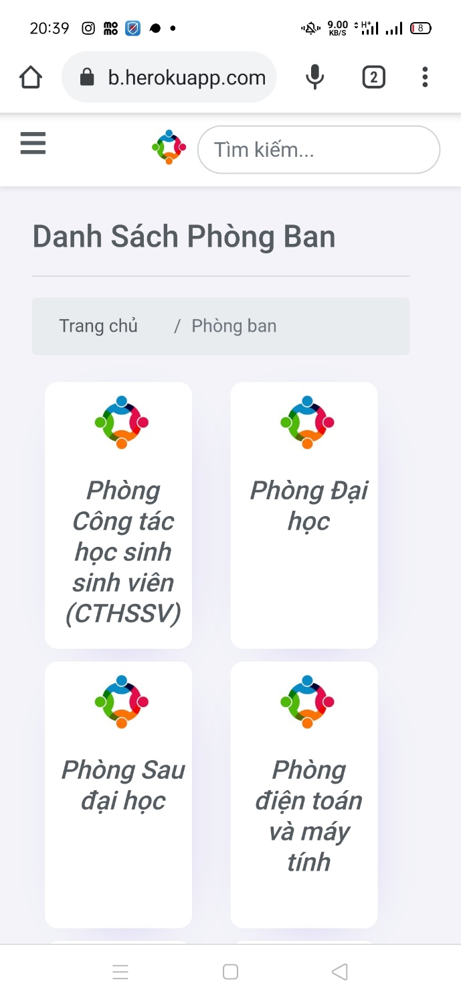 20:39
9.00
KB/S
H+
8
b.herokuapp.com
2
Tìm kiếm...
Danh Sách Phòng Ban
Trang chủ / Phòng ban
Phòng
Công tác
học sinh
sinh viên
(CTHSSV)
Phòng Đại
học
Phòng Sau
đại học
Phòng
điện toán
và máy
tính